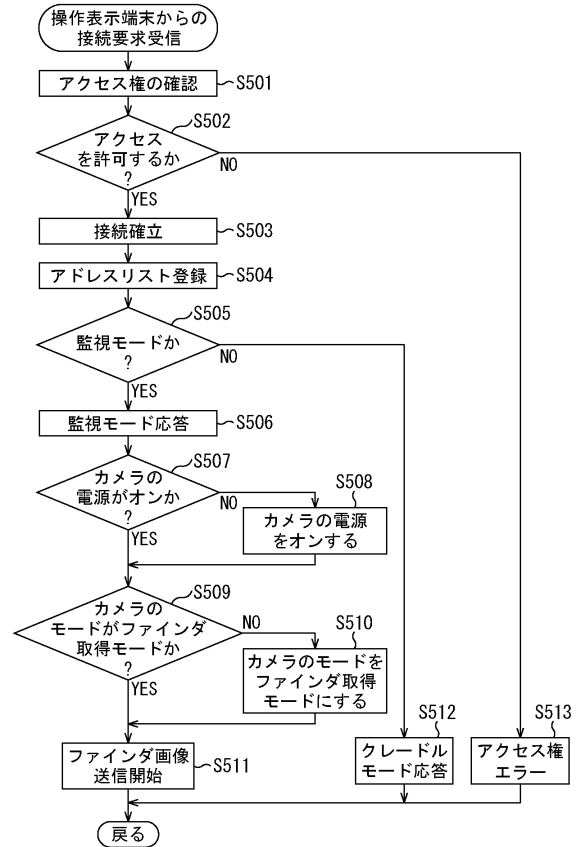 操作表示端末からの
接続要求受信
アクセス権の確認
S501
S502
アクセス
を許可するか
?
NO
YES
接続確立
S503
アドレスリスト登録
S504
S505
監視モードか
?
NO
YES
監視モード応答
S506
S507
カメラの
電源がオンか
?
NO
YES
S508
カメラの電源
をオンする
S509
カメラの
モードがファインダ
取得モードか
?
NO
YES
S510
カメラのモードを
ファインダ取得
モードにする
ファインダ画像
送信開始
S511
S512
クレードル
モード応答
S513
アクセス権
エラー
戻る